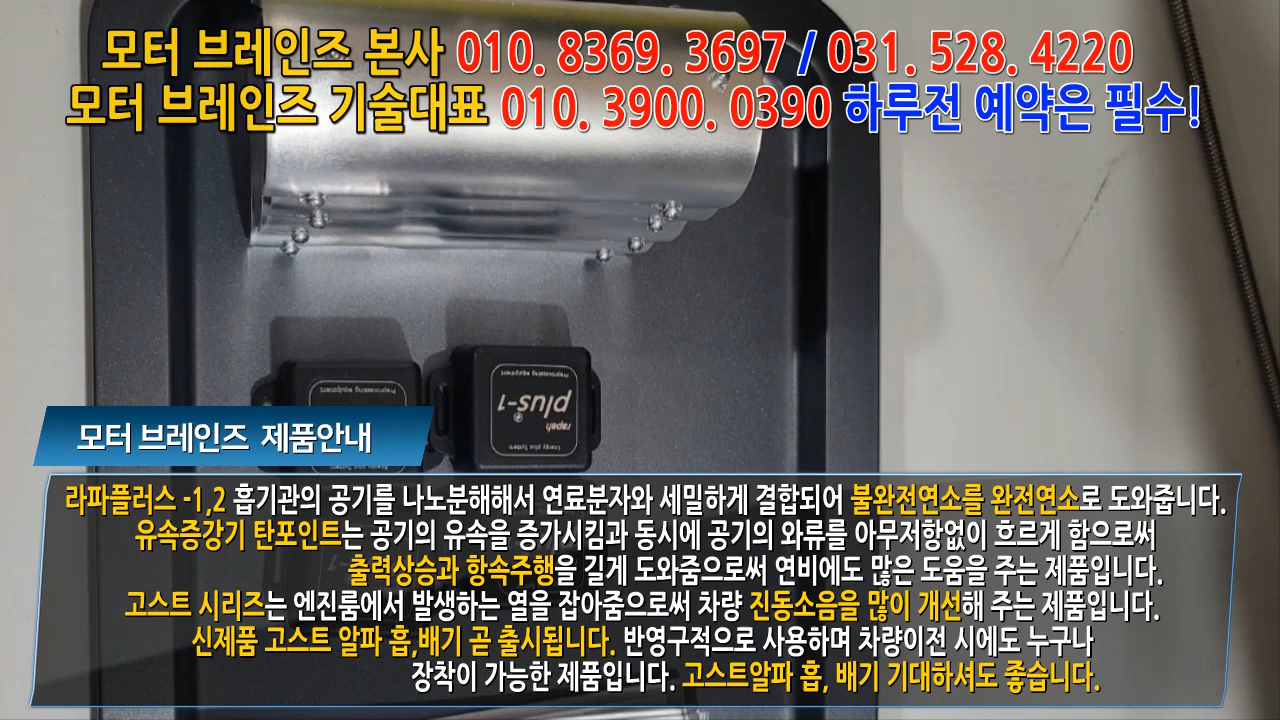 모터 브레인즈 본사 010. 8369. 3697 / 031. 528. 4220
모터 브레인즈 기술대표 010. 3900. 0390 하루전 예약은 필수!
Preprocessing equipment
Preprocessing equipment
plus-1
rapah
Energy plus System
모터 브레인즈 제품안내
라파플러스 -1,2 흡기관의 공기를 나노분해해서 연료분자와 세밀하게 결합되어 불완전연소를 완전연소로 도와줍니다.
유속증강기 탄포인트는 공기의 유속을 증가시킴과 동시에 공기의 와류를 아무저항없이 흐르게 함으로써
출력상승과 항속주행을 길게 도와줌으로써 연비에도 많은 도움을 주는 제품입니다.
고스트 시리즈는 엔진룸에서 발생하는 열을 잡아줌으로써 차량 진동소음을 많이 개선해 주는 제품입니다.
신제품 고스트 알파 흡,배기 곧 출시됩니다. 반영구적으로 사용하며 차량이전 시에도 누구나
장착이 가능한 제품입니다. 고스트알파 흡, 배기 기대하셔도 좋습니다.